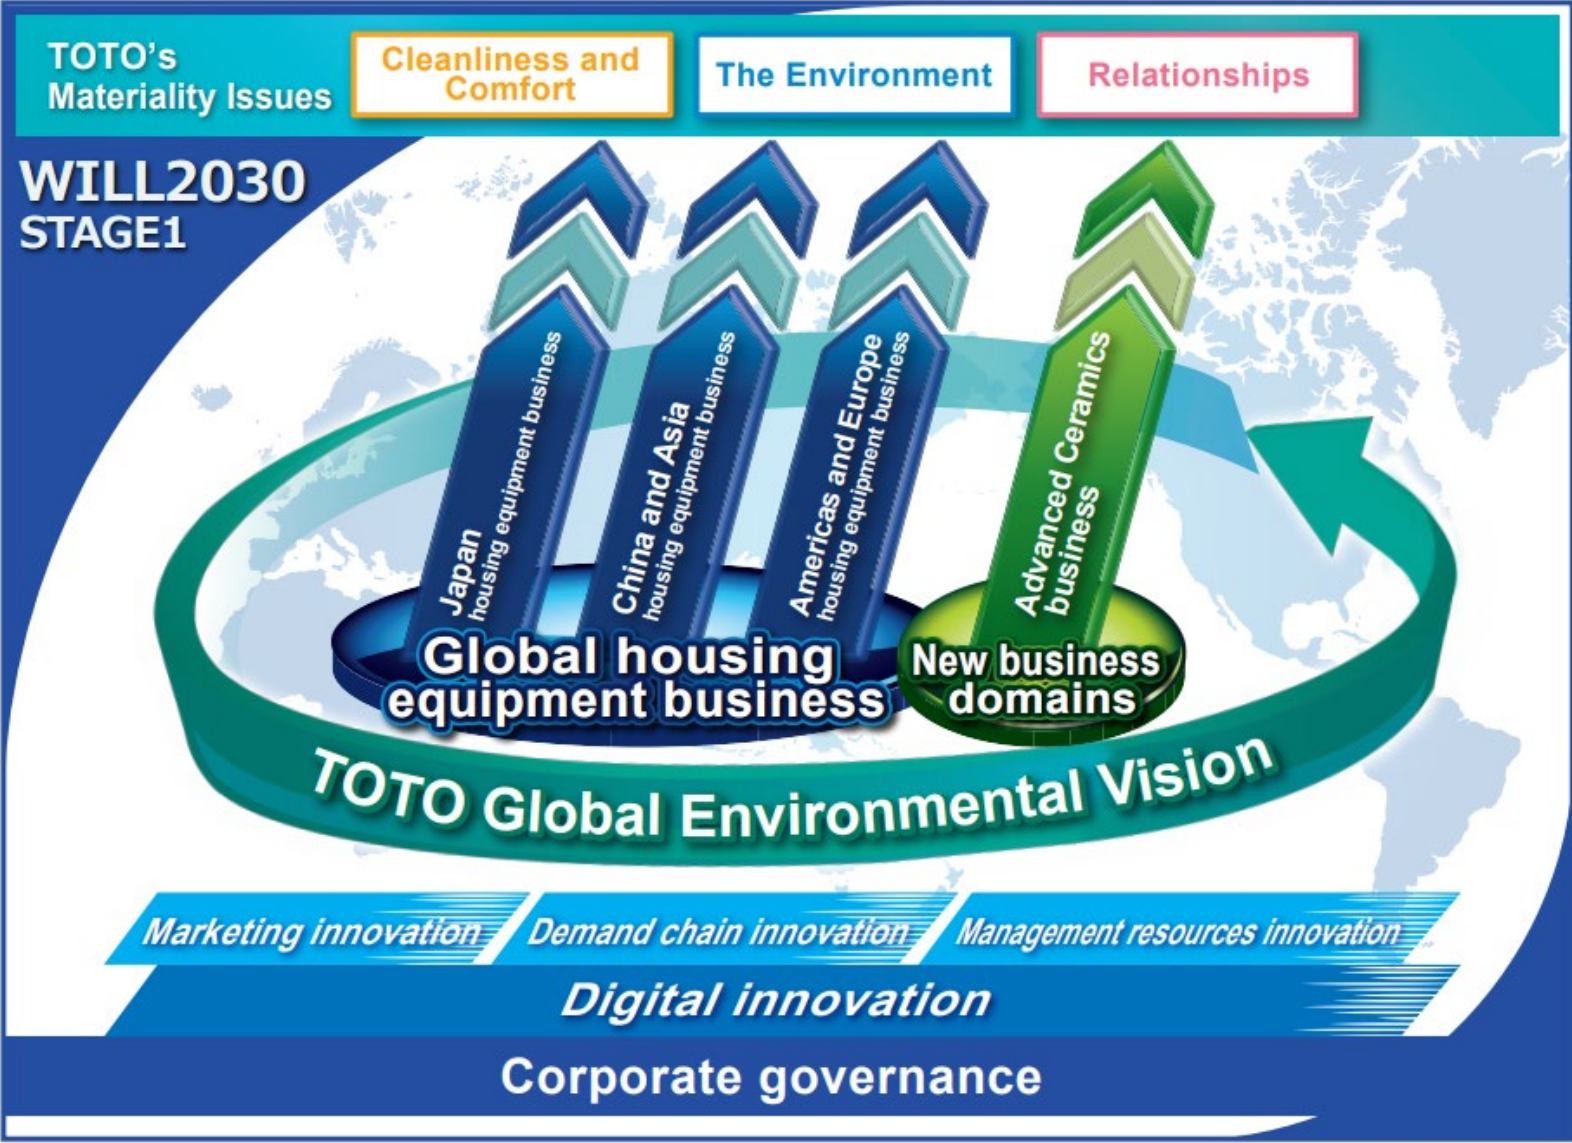 TOTO's
Materiality Issues
Cleanliness and
Comfort
The Environment
Relationships
WILL2030
STAGE1
Japan
housing equipment business
China and Asia
housing equipment business
Americas and Europe
housing equipment business
Advanced Ceramics
business
Global housing
equipment business
New business
domains
TOTO Global Environmental Vision
Marketing innovation
Demand chain innovation
Management resources innovation
Digital innovation
Corporate governance